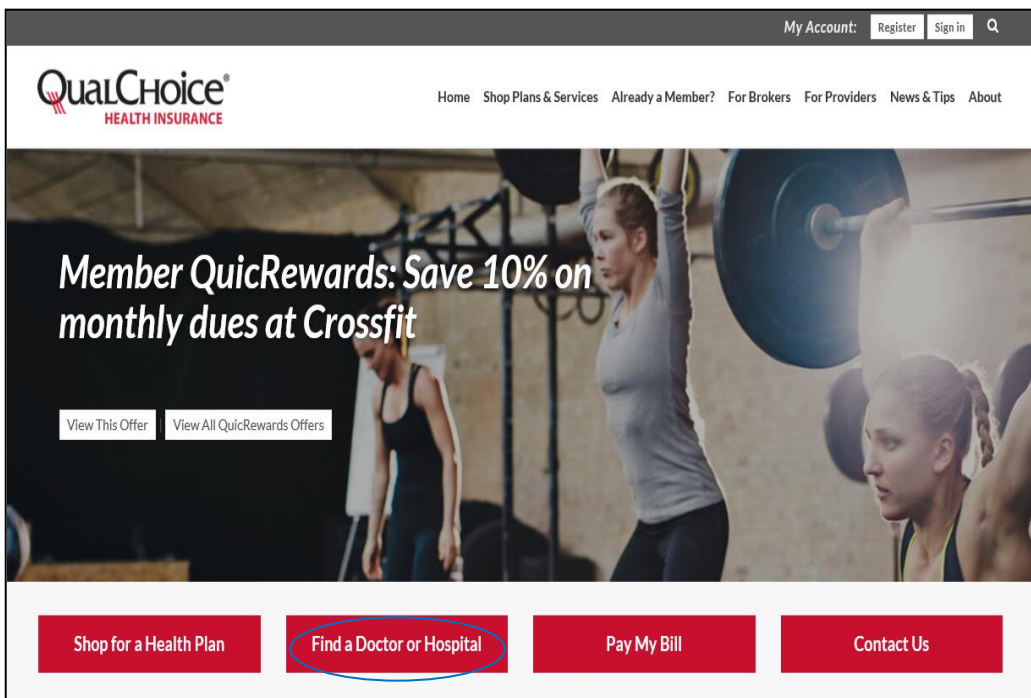 My Account: Register Sign in
QualChoice®
HEALTH INSURANCE
Home Shop Plans & Services Already a Member? For Brokers For Providers News & Tips About
Member QuicRewards: Save 10% on
monthly dues at Crossfit
View This Offer | View All QuicRewards Offers
Shop for a Health Plan Find a Doctor or Hospital Pay My Bill Contact Us